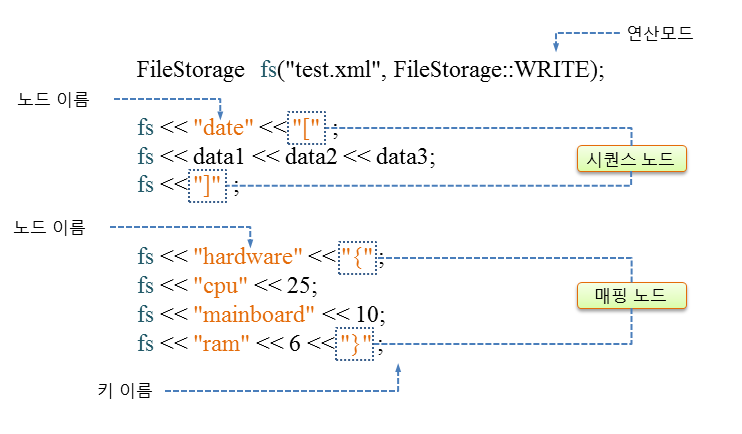 연산모드
FileStorage fs("test.xml", FileStorage::WRITE);
노드 이름
fs << "date" << "[" ;
fs << data1 << data2 << data3;
시퀀스 노드
fs << "]" ;
노드 이름
fs << "hardware" << "{" ;
fs << "cpu" << 25;
매핑 노드
fs << "mainboard" << 10;
fs << "ram" << 6 << "}" ;
키 이름